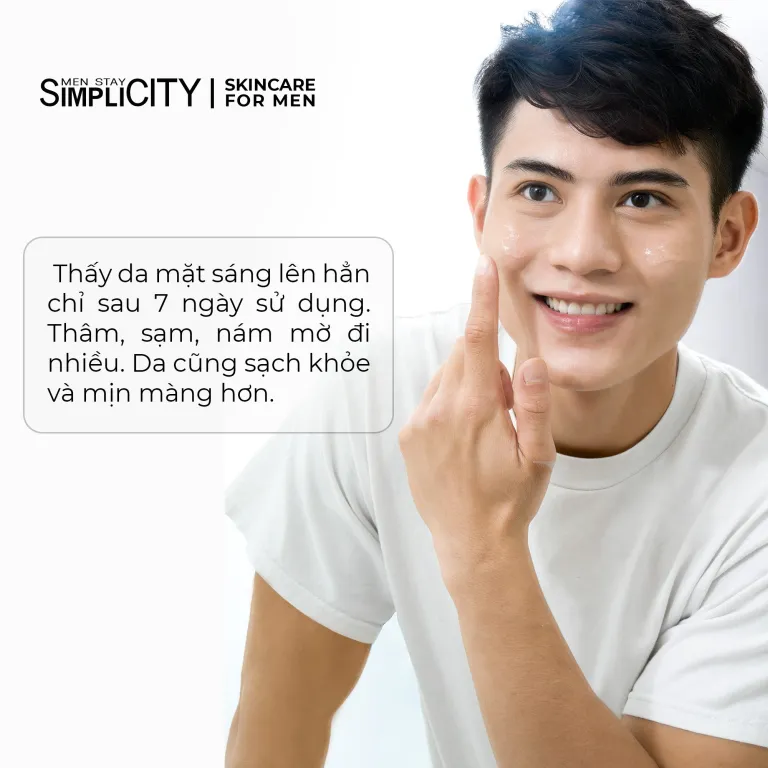 MEN STAY
SIMPLICITY
SKINCARE
FOR MEN
Thấy da mặt sáng lên hẳn
chỉ sau 7 ngày sử dụng.
Thâm, sạm, nám mờ đi
nhiều. Da cũng sạch khỏe
và mịn màng hơn.